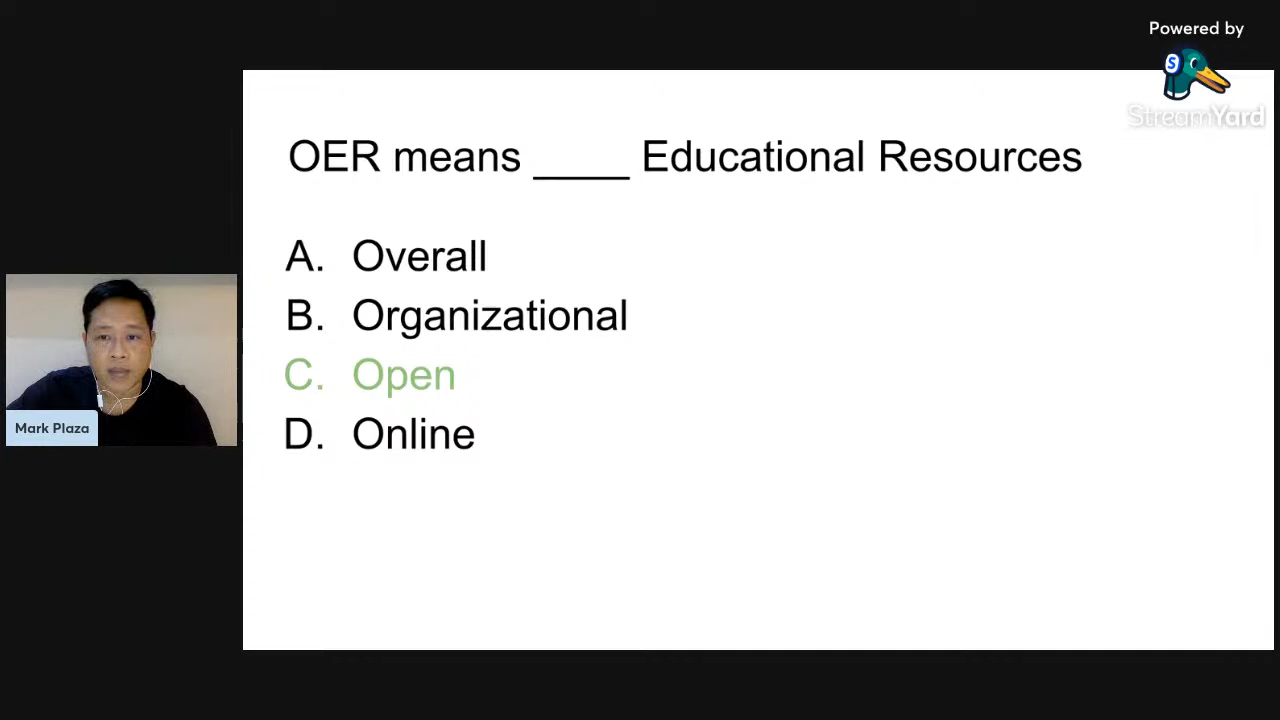 Powered by
StreamYard
OER means ____ Educational Resources
A. Overall
B. Organizational
C. Open
D. Online
Mark Plaza